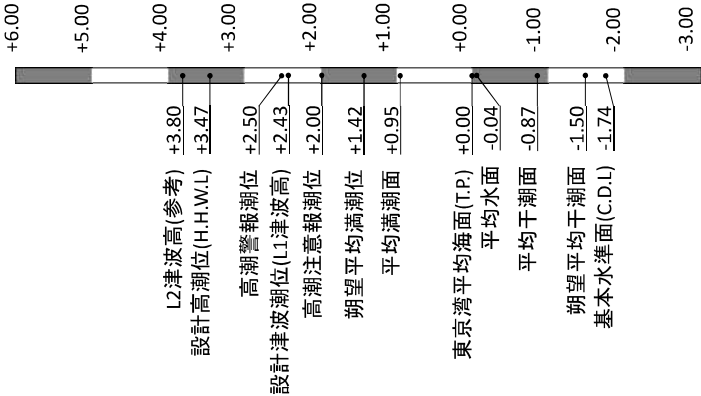 +6.00
+5.00
+4.00
+3.00
+2.00
+1.00
+0.00
-1.00
-2.00
-3.00
L2津波高(参考) +3.80
設計高潮位(H.H.W.L) +3.47
高潮警報潮位 +2.50
設計津波潮位(L1津波高) +2.43
高潮注意報潮位 +2.00
朔望平均満潮位 +1.42
平均満潮面 +0.95
東京湾平均海面(T.P.) +0.00
平均水面 -0.04
平均干潮面 -0.87
朔望平均干潮面 -1.50
基本水準面(C.D.L) -1.74